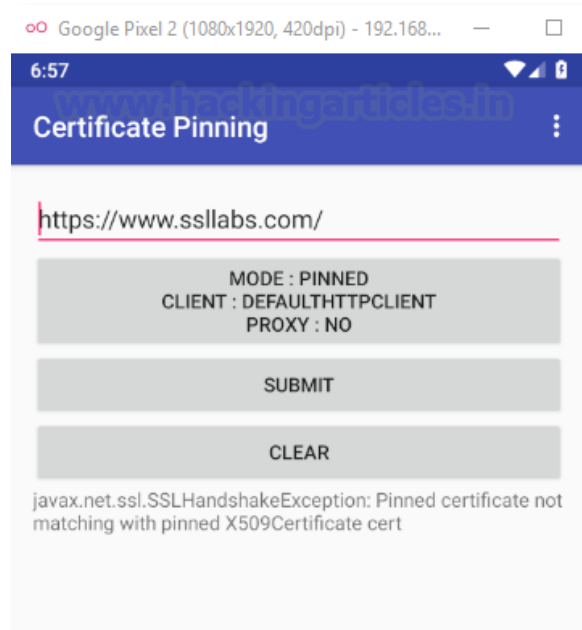 Google Pixel 2 (1080x1920, 420dpi) - 192.168...
6:57
www.hackingarticles.in
Certificate Pinning
https://www.ssllabs.com/
MODE : PINNED
CLIENT : DEFAULTHTTPCLIENT
PROXY : NO
SUBMIT
CLEAR
javax.net.ssl.SSLHandshakeException: Pinned certificate not
matching with pinned X509Certificate cert